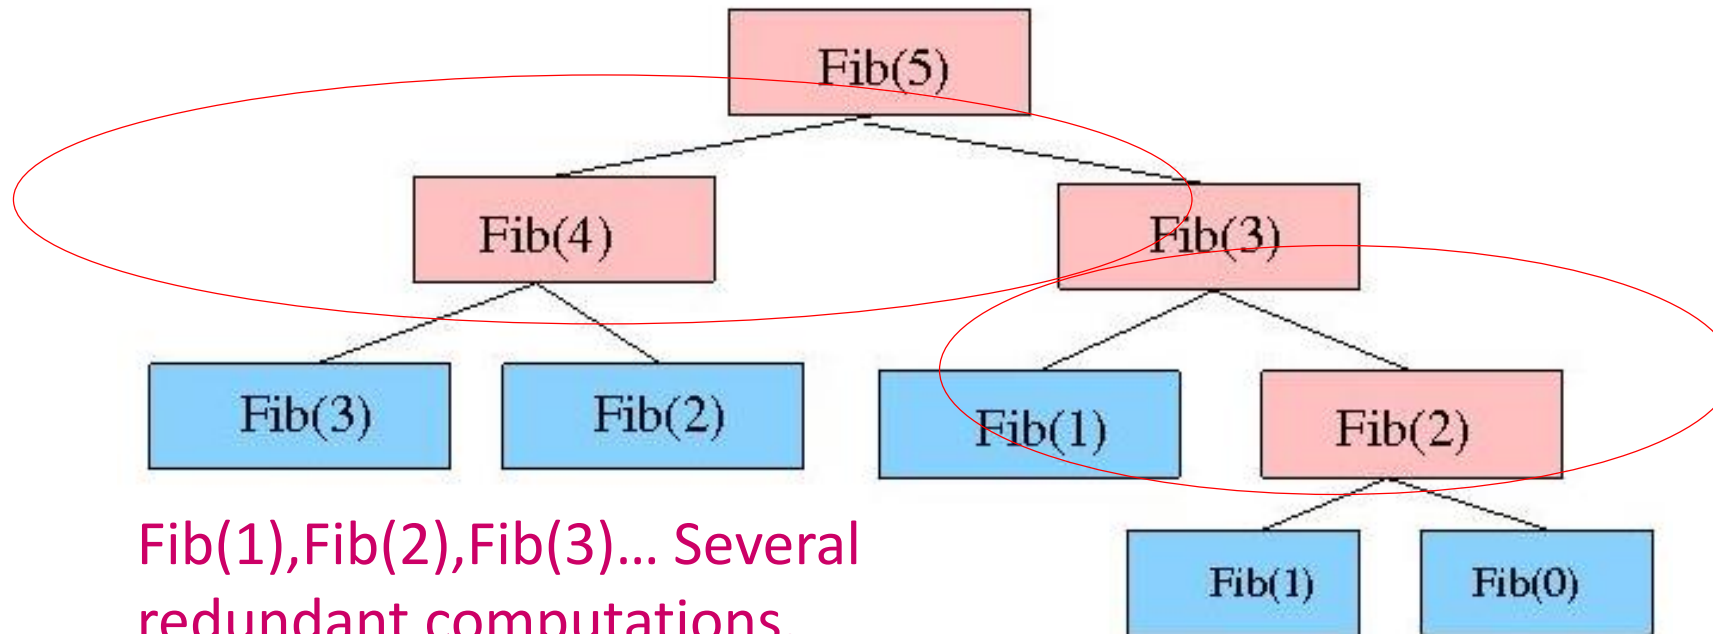 Fib(5)
Fib(4)
Fib(3)
Fib(3)
Fib(2)
Fib(1)
Fib(2)
Fib(1),Fib(2),Fib(3)... Several
Fib(1)
Fib(0)
redundant computations